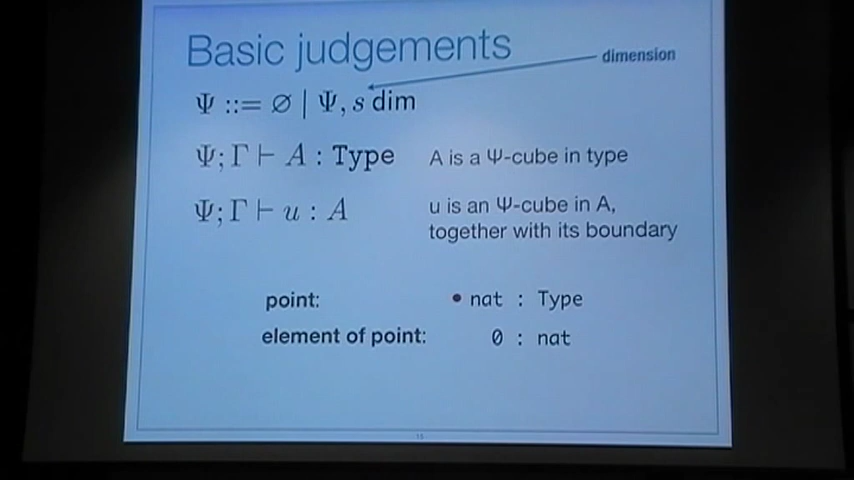 Basic judgements
dimension
Ψ ::= ∅ | Ψ, s dim
Ψ; Γ ⊢ A : Type A is a Ψ-cube in type
Ψ; Γ ⊢ u : A u is an Ψ-cube in A,
together with its boundary
point: • nat : Type
element of point: 0 : nat